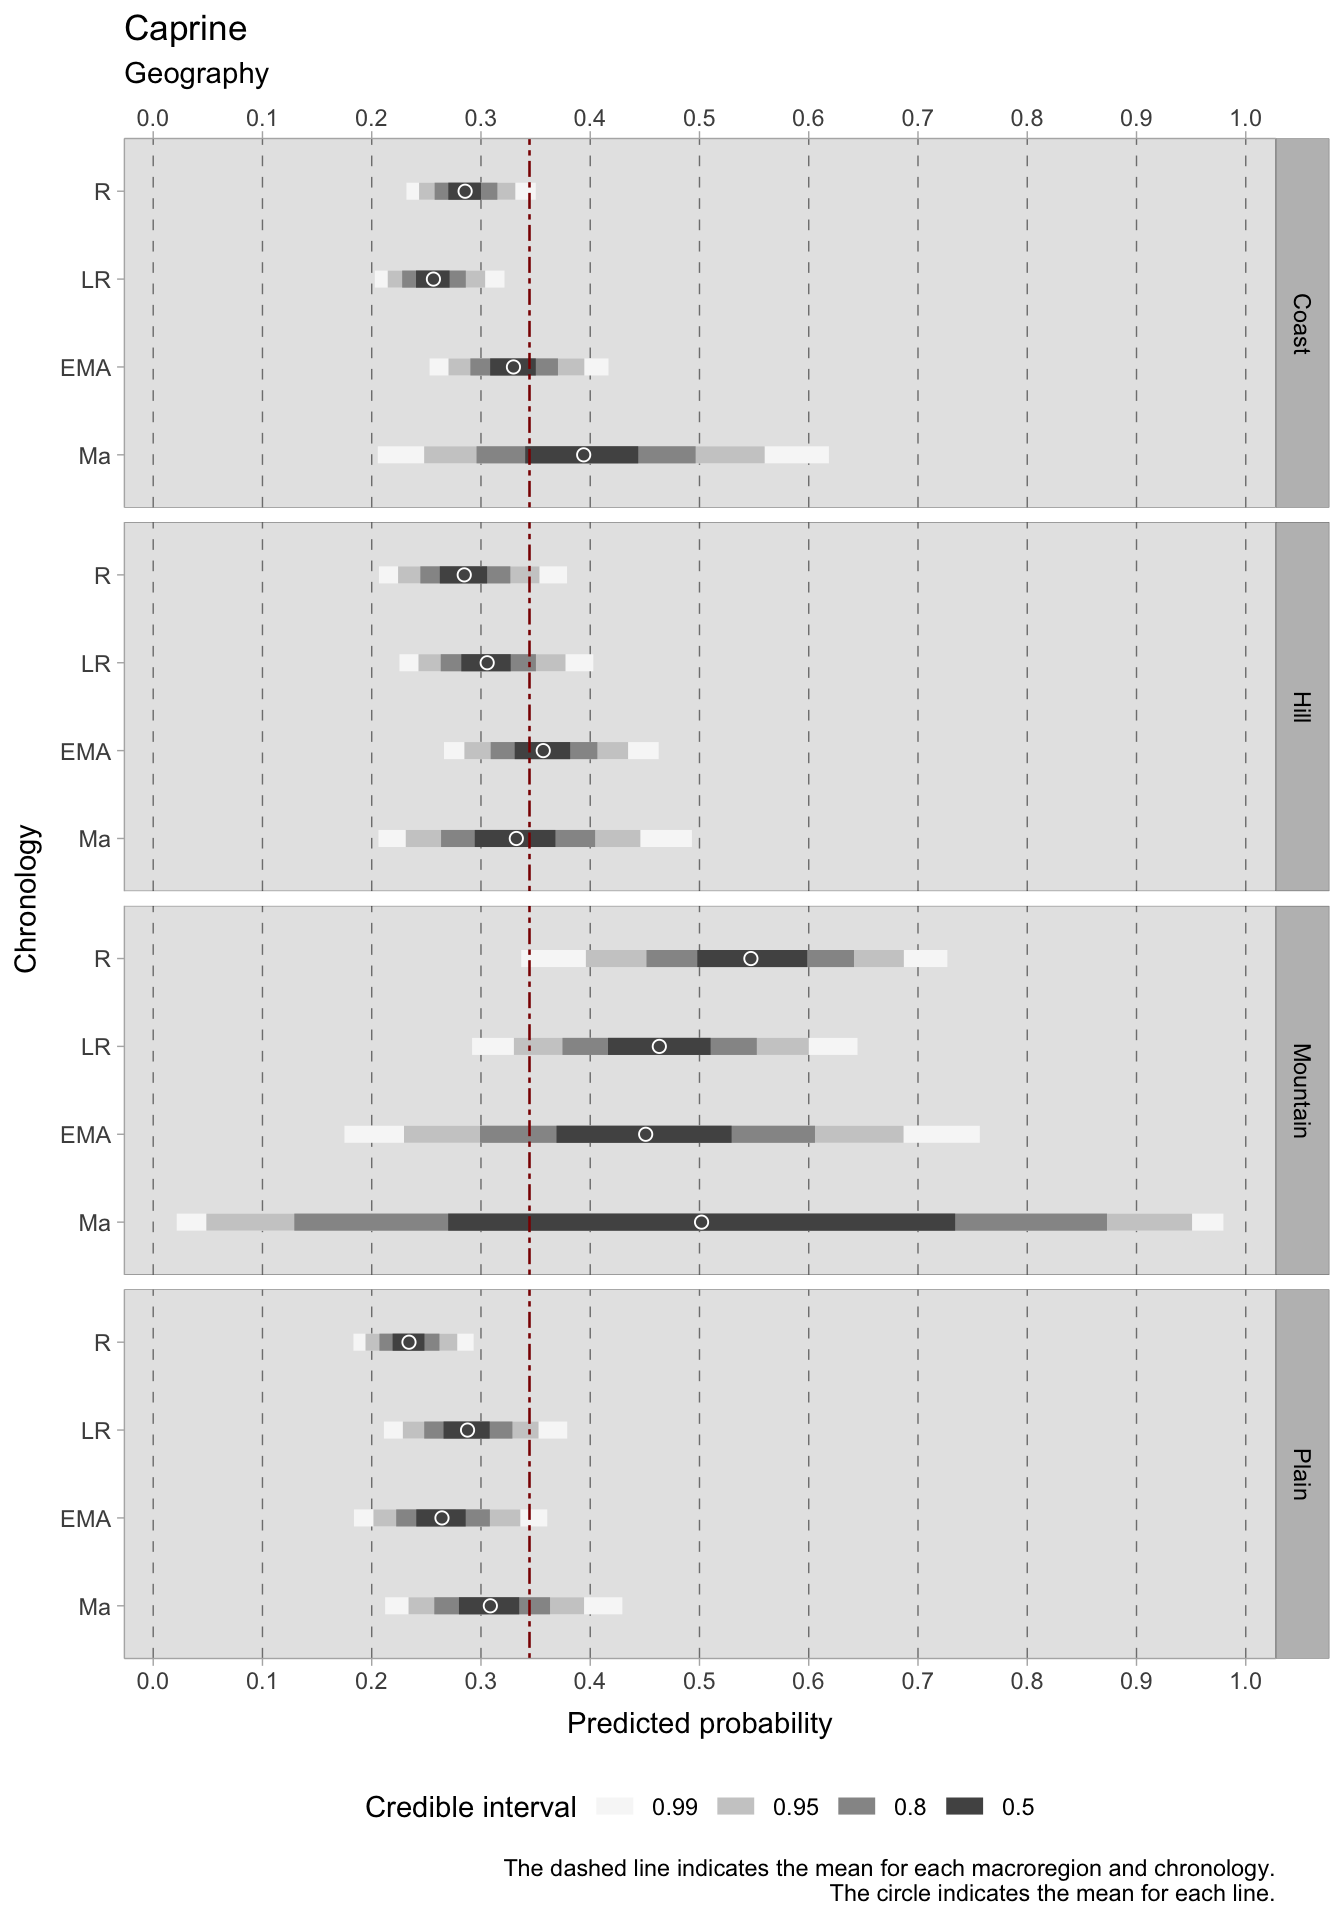 Caprine
Geography
0.0 0.1 0.2 0.3 0.4 0.5 0.6 0.7 0.8 0.9 1.0
R
LR
EMA
Ma
Coast
R
LR
EMA
Ma
Hill
Chronology
R
LR
EMA
Ma
Mountain
R
LR
EMA
Ma
Plain
0.0 0.1 0.2 0.3 0.4 0.5 0.6 0.7 0.8 0.9 1.0
Predicted probability
Credible interval 0.99 0.95 0.8 0.5
The dashed line indicates the mean for each macroregion and chronology.
The circle indicates the mean for each line.